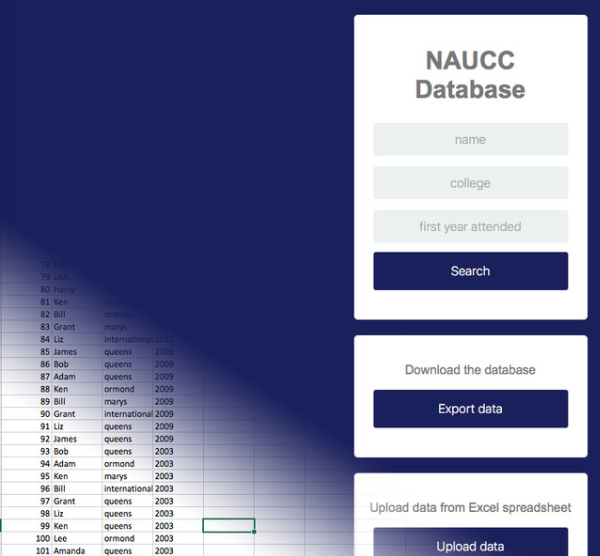 NAUCC
Database
name
college
first year attended
Search
Download the database
Export data
Upload data from Excel spreadsheet
Upload data
78
79
80 Harry
81 Ken
82 Bill ormond
83 Grant marys
84 Liz international
85 James queens 2009
86 Bob queens 2009
87 Adam queens 2009
88 Ken ormond 2009
89 Bill marys 2009
90 Grant international 2009
91 Liz queens 2009
92 James queens 2009
93 Bob queens 2003
94 Adam ormond 2003
95 Ken marys 2003
96 Bill international 2003
97 Grant queens 2003
98 Liz queens 2003
99 Ken queens 2003
100 Lee ormond 2003
101 Amanda queens 2003